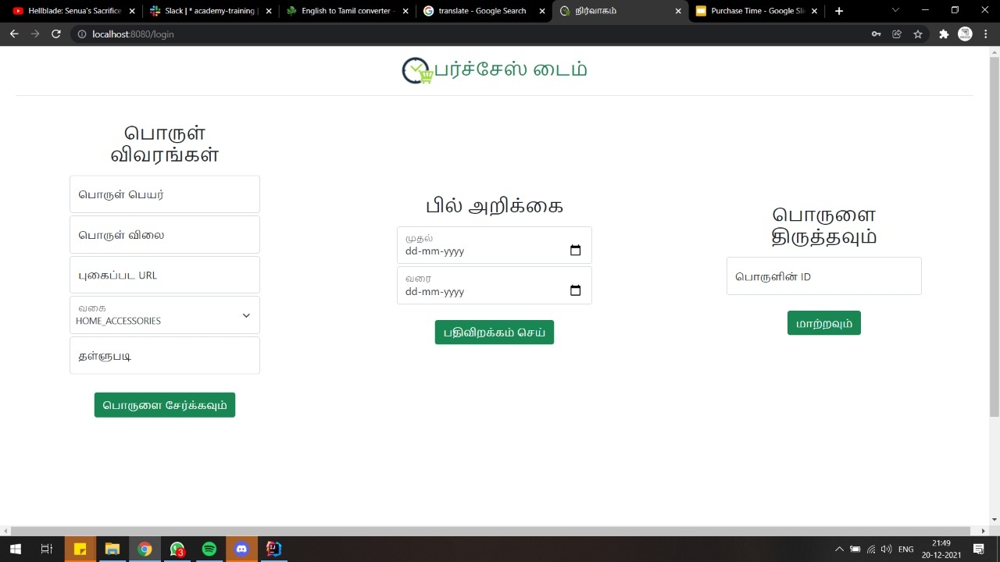 Hellblade: Senua's Sacrifice
Slack | * academy-training |
English to Tamil converter -
translate - Google Search
நிர்வாகம்
Purchase Time - Google Sli
localhost:8080/login
பர்ச்சேஸ் டைம்
பொருள்
விவரங்கள்
பொருள் பெயர்
பொருள் விலை
புகைப்பட URL
வகை
HOME_ACCESSORIES
தள்ளுபடி
பொருளை சேர்க்கவும்
பில் அறிக்கை
முதல்
dd-mm-yyyy
வரை
dd-mm-yyyy
பதிவிறக்கம் செய்
பொருளை
திருத்தவும்
பொருளின் ID
மாற்றவும்
3
ENG
21:49
20-12-2021